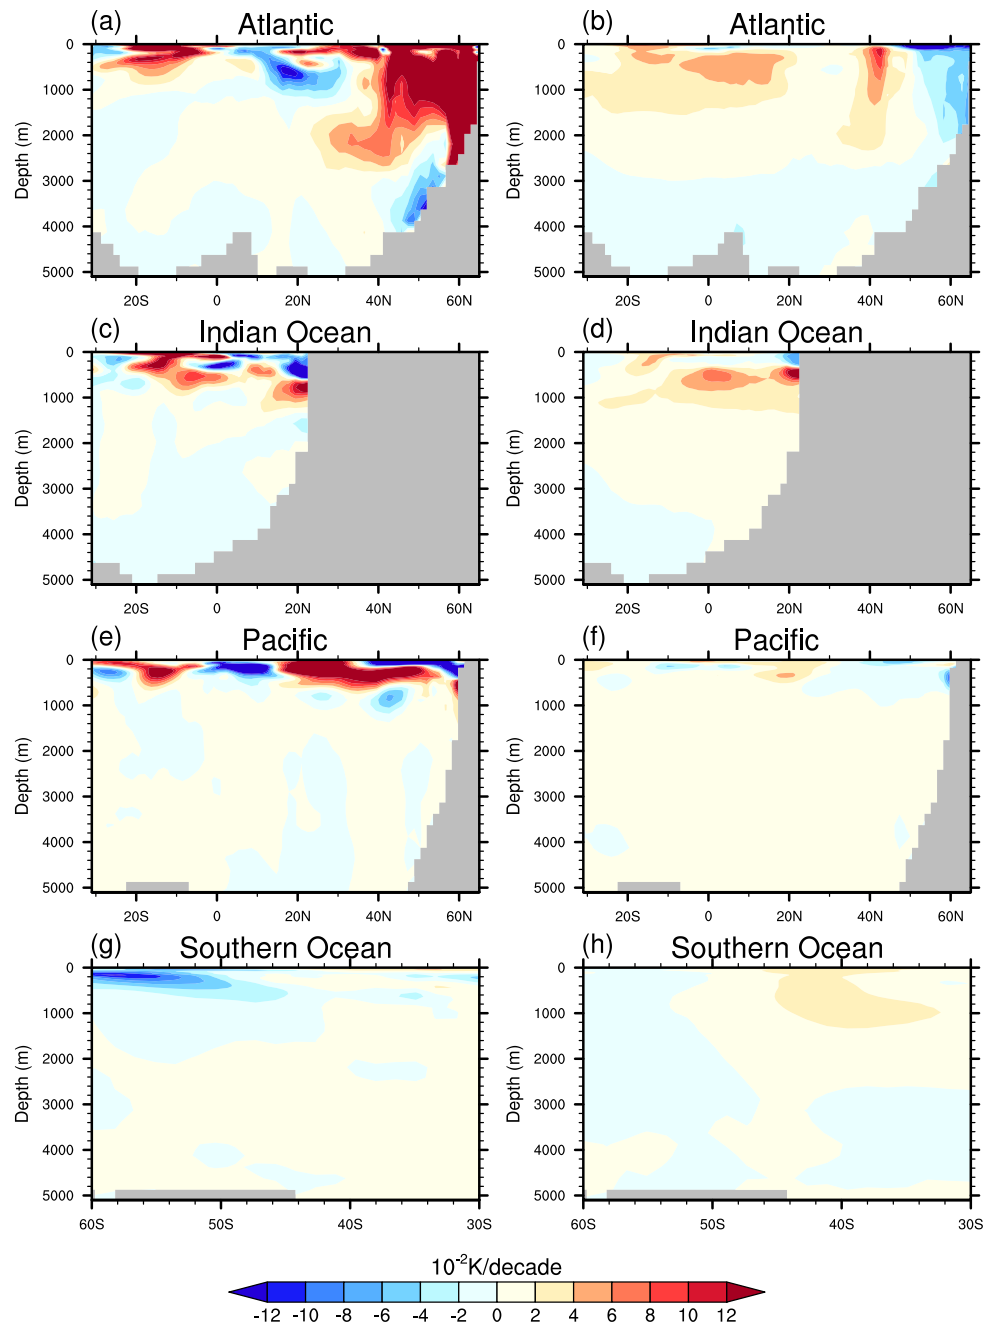 (a) Atlantic (b) Atlantic
0 0
1000 1000
2000 2000
3000 3000
4000 4000
5000 5000
Depth (m) Depth (m)
20S 0 20N 40N 60N 20S 0 20N 40N 60N
(c) Indian Ocean (d) Indian Ocean
0 0
1000 1000
2000 2000
3000 3000
4000 4000
5000 5000
Depth (m) Depth (m)
20S 0 20N 40N 60N 20S 0 20N 40N 60N
(e) Pacific (f) Pacific
0 0
1000 1000
2000 2000
3000 3000
4000 4000
5000 5000
Depth (m) Depth (m)
20S 0 20N 40N 60N 20S 0 20N 40N 60N
(g) Southern Ocean (h) Southern Ocean
0 0
1000 1000
2000 2000
3000 3000
4000 4000
5000 5000
Depth (m) Depth (m)
60S 50S 40S 30S 60S 50S 40S 30S
10⁻²K/decade
-12 -10 -8 -6 -4 -2 0 2 4 6 8 10 12